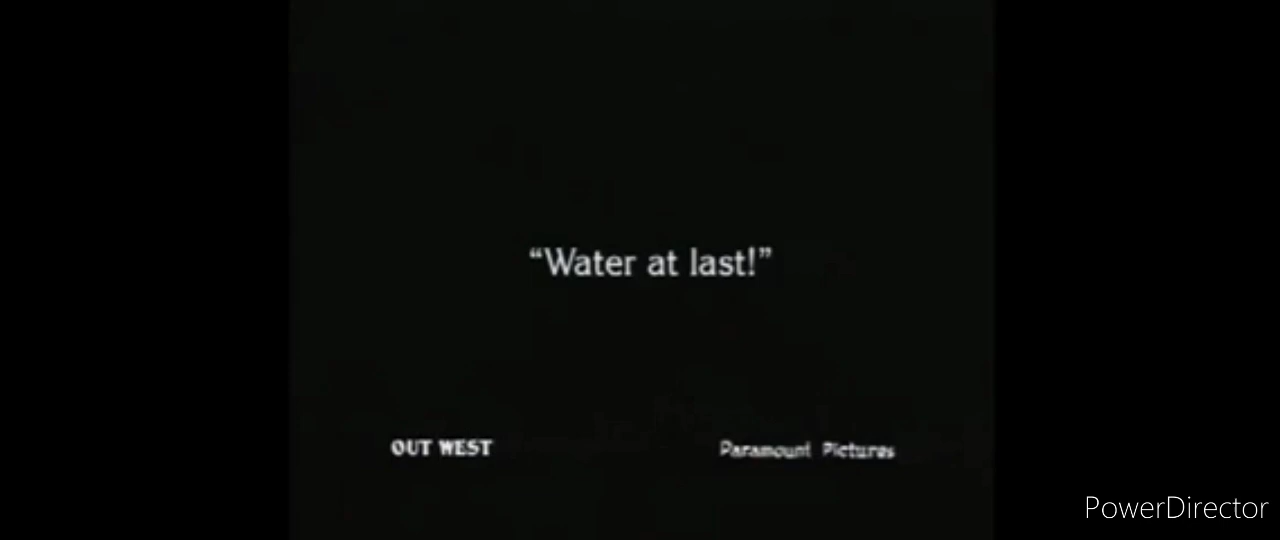 “Water at last!”
OUT WEST
Paramount Pictures
PowerDirector